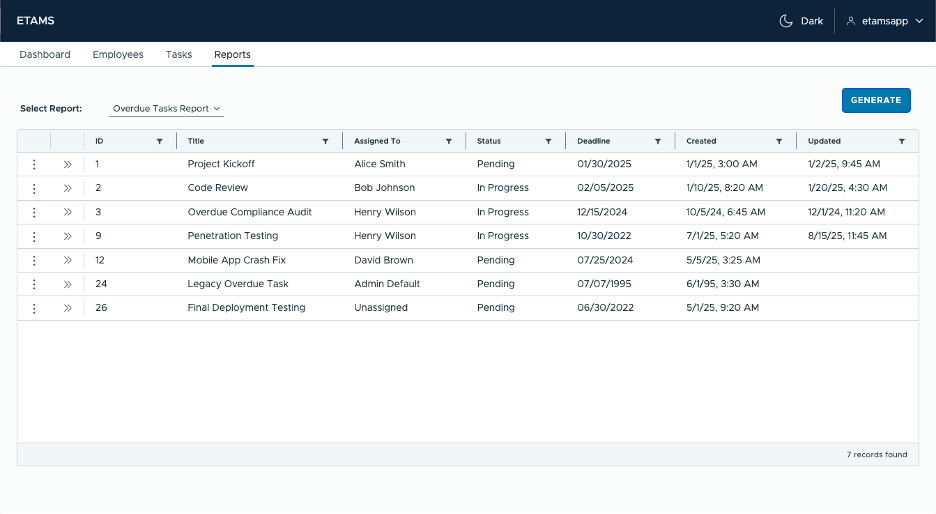 ETAMS Dark etamsapp
Dashboard Employees Tasks Reports
Select Report: Overdue Tasks Report GENERATE
ID Title Assigned To Status Deadline Created Updated
1 Project Kickoff Alice Smith Pending 01/30/2025 1/1/25, 3:00 AM 1/2/25, 9:45 AM
2 Code Review Bob Johnson In Progress 02/05/2025 1/10/25, 8:20 AM 1/20/25, 4:30 AM
3 Overdue Compliance Audit Henry Wilson In Progress 12/15/2024 10/5/24, 6:45 AM 12/1/24, 11:20 AM
9 Penetration Testing Henry Wilson In Progress 10/30/2022 7/1/25, 5:20 AM 8/15/25, 11:45 AM
12 Mobile App Crash Fix David Brown Pending 07/25/2024 5/5/25, 3:25 AM
24 Legacy Overdue Task Admin Default Pending 07/07/1995 6/1/95, 3:30 AM
26 Final Deployment Testing Unassigned Pending 06/30/2022 5/1/25, 9:20 AM
7 records found